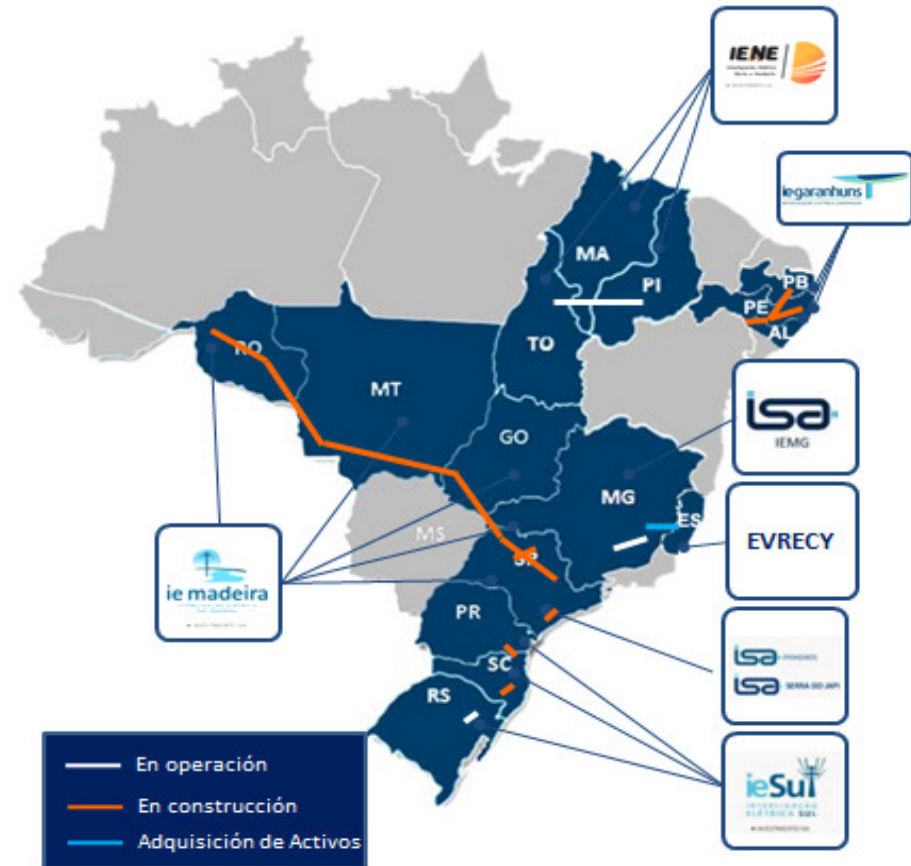 IENE
MA
PI
TO
iegaranhuns
PB
PE
AL
RO
MT
GO
MS
MG
ES
SP
PR
SC
RS
isa
IEMG
EVRECY
ie madeira
isa PINHEIROS
isa SERRA DO JAPI
ieSul
INTERLIGAÇÃO
ELÉTRICA SUL
En operación
En construcción
Adquisición de Activos